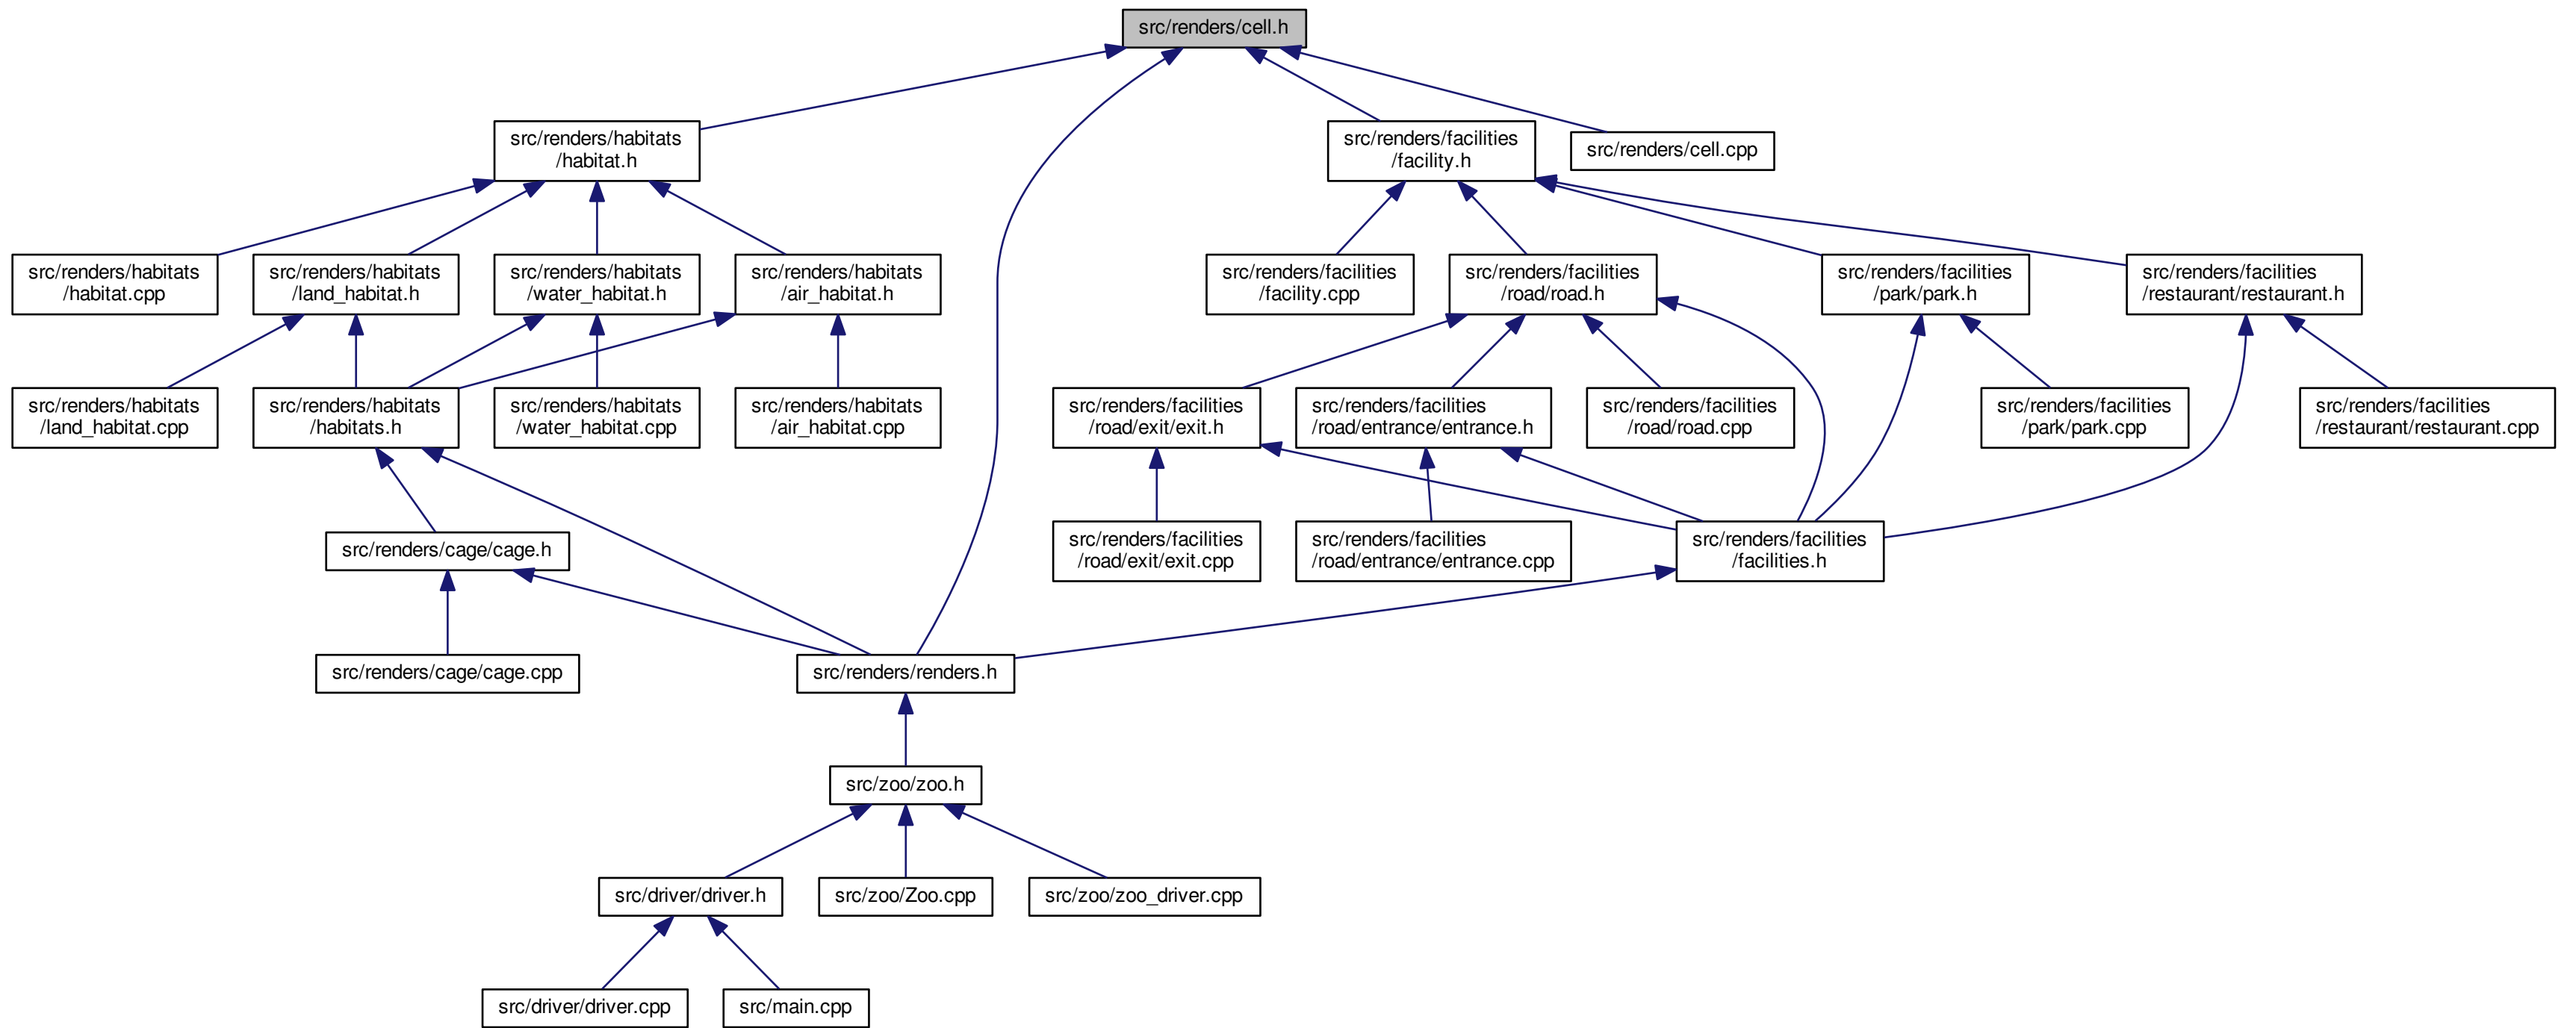 src/renders/cell.h
src/renders/habitats
/habitat.h
src/renders/facilities
/facility.h
src/renders/cell.cpp
src/renders/habitats
/habitat.cpp
src/renders/habitats
/land_habitat.h
src/renders/habitats
/water_habitat.h
src/renders/habitats
/air_habitat.h
src/renders/facilities
/facility.cpp
src/renders/facilities
/road/road.h
src/renders/facilities
/park/park.h
src/renders/facilities
/restaurant/restaurant.h
src/renders/habitats
/land_habitat.cpp
src/renders/habitats
/habitats.h
src/renders/habitats
/water_habitat.cpp
src/renders/habitats
/air_habitat.cpp
src/renders/facilities
/road/exit/exit.h
src/renders/facilities
/road/entrance/entrance.h
src/renders/facilities
/road/road.cpp
src/renders/facilities
/park/park.cpp
src/renders/facilities
/restaurant/restaurant.cpp
src/renders/cage/cage.h
src/renders/facilities
/road/exit/exit.cpp
src/renders/facilities
/road/entrance/entrance.cpp
src/renders/facilities
/facilities.h
src/renders/cage/cage.cpp
src/renders/renders.h
src/zoo/zoo.h
src/driver/driver.h
src/zoo/Zoo.cpp
src/zoo/zoo_driver.cpp
src/driver/driver.cpp
src/main.cpp